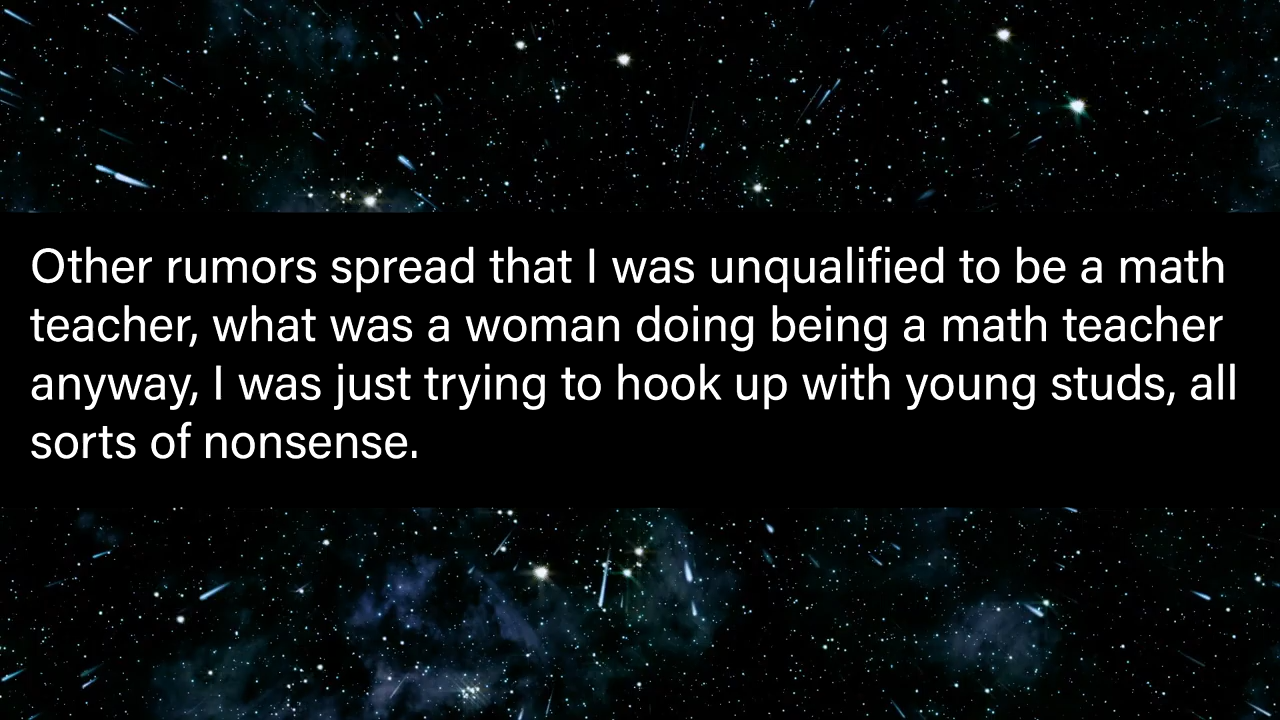 Other rumors spread that I was unqualified to be a math
teacher, what was a woman doing being a math teacher
anyway, I was just trying to hook up with young studs, all
sorts of nonsense.